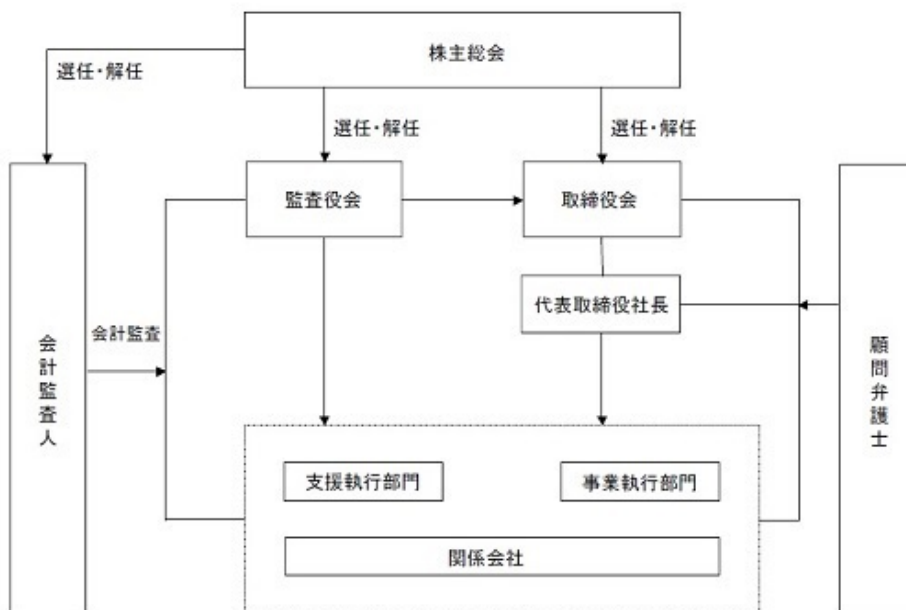 株主総会
選任・解任
選任・解任
選任・解任
監査役会
取締役会
代表取締役社長
会計監査
会計監査人
顧問弁護士
支援執行部門
事業執行部門
関係会社